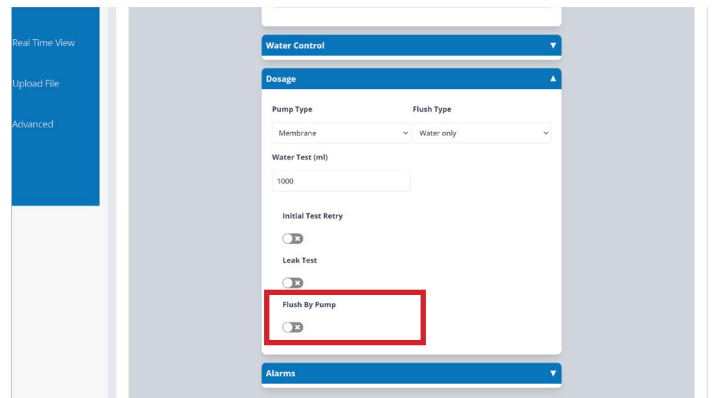 Real Time View
Upload File
Advanced
Water Control
Dosage
Pump Type Flush Type
Membrane Water only
Water Test (ml)
1000
Initial Test Retry
Leak Test
Flush By Pump
Alarms